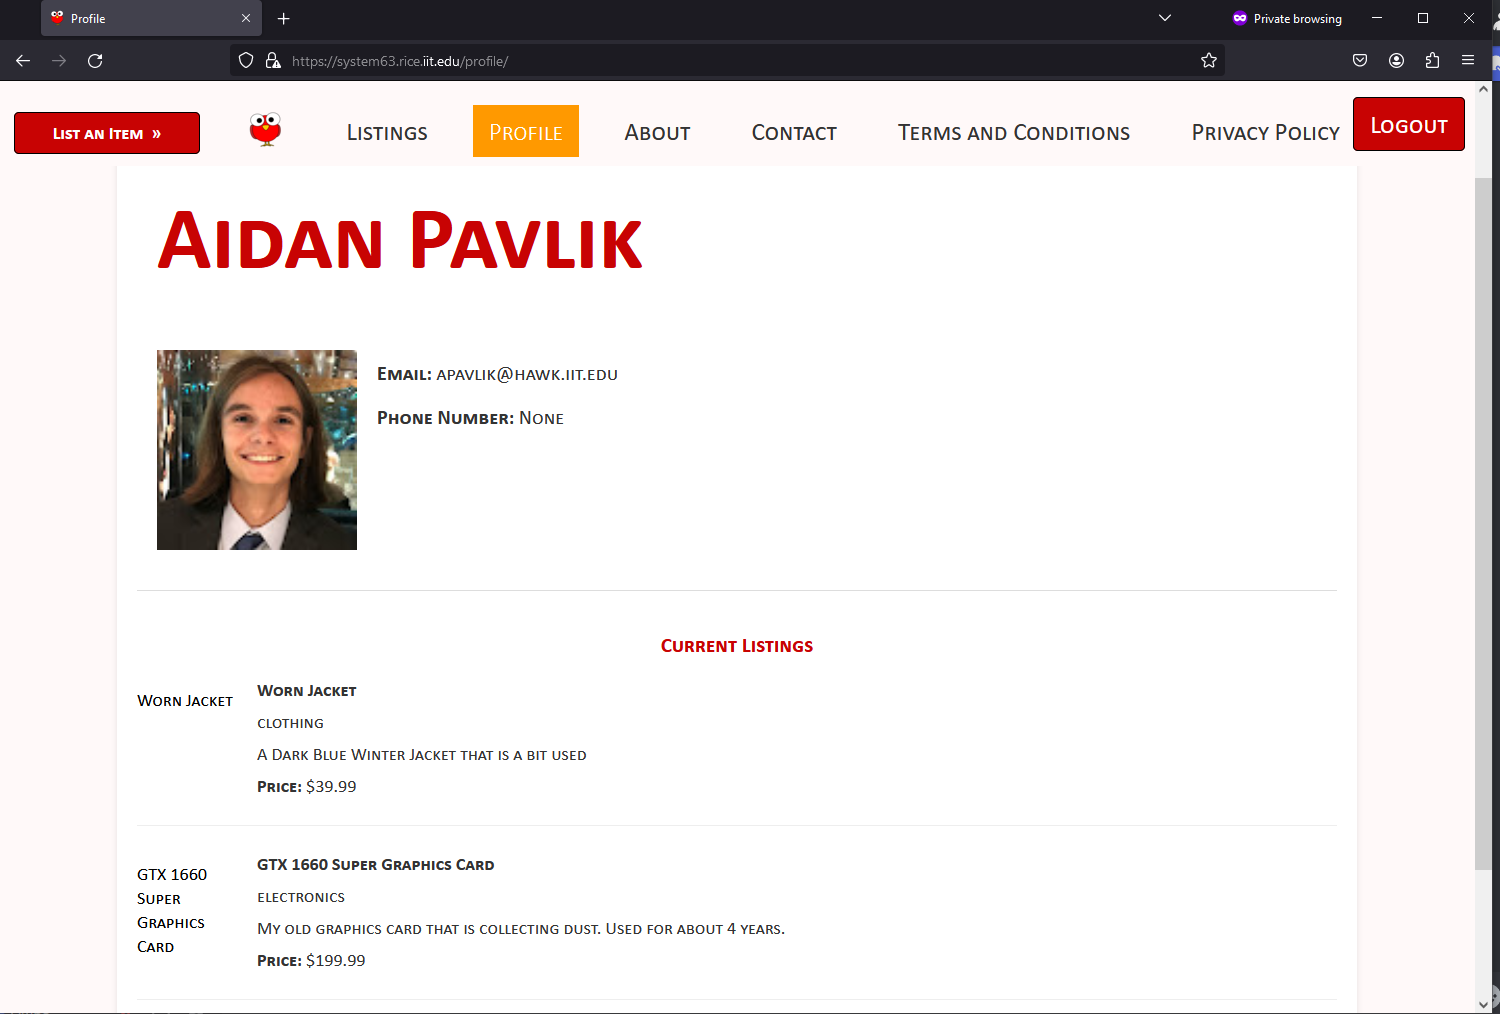 Profile
Private browsing
https://system63.rice.iit.edu/profile/
List an Item »
Listings
Profile
About
Contact
Terms and Conditions
Privacy Policy
Logout
Aidan Pavlik
Email: apavlik@hawk.iit.edu
Phone Number: None
Current Listings
Worn Jacket
Worn Jacket
clothing
A Dark Blue Winter Jacket that is a bit used
Price: $39.99
GTX 1660
Super
Graphics
Card
GTX 1660 Super Graphics Card
electronics
My old graphics card that is collecting dust. Used for about 4 years.
Price: $199.99